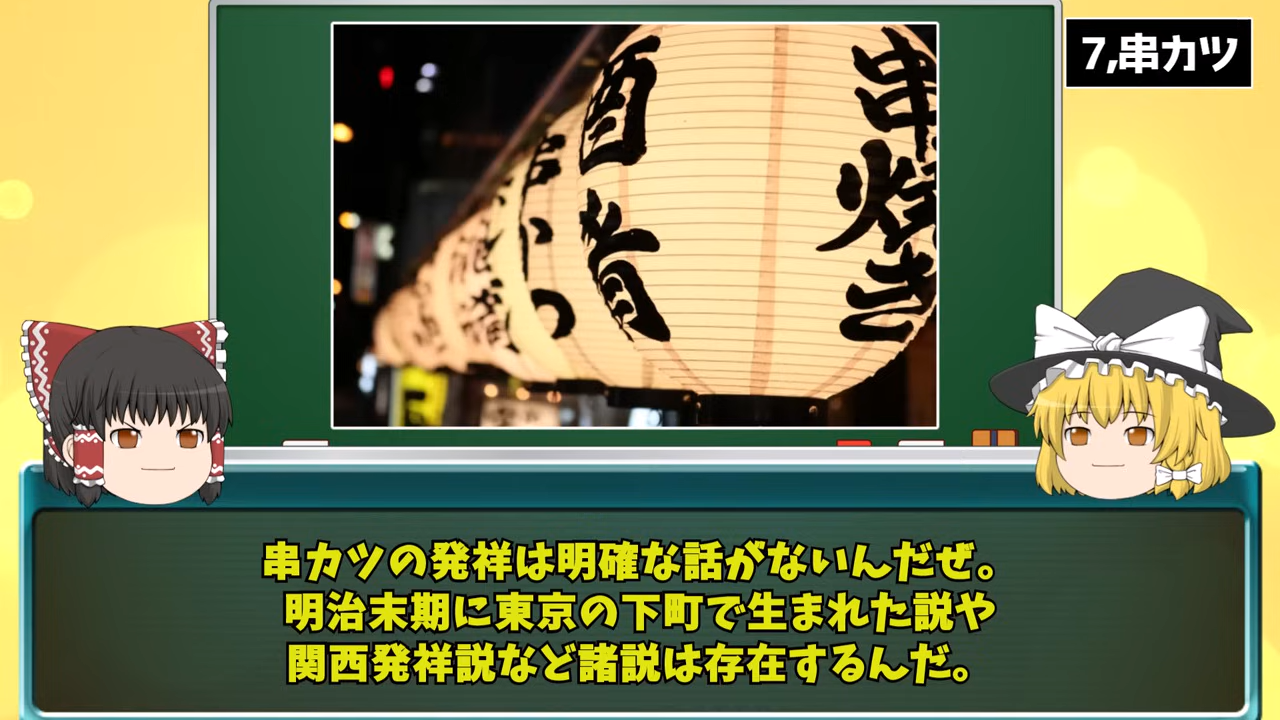 7,串カツ
酒
肴
串焼き
串カツの発祥は明確な話がないんだぜ。
明治末期に東京の下町で生まれた説や
関西発祥説など諸説は存在するんだ。